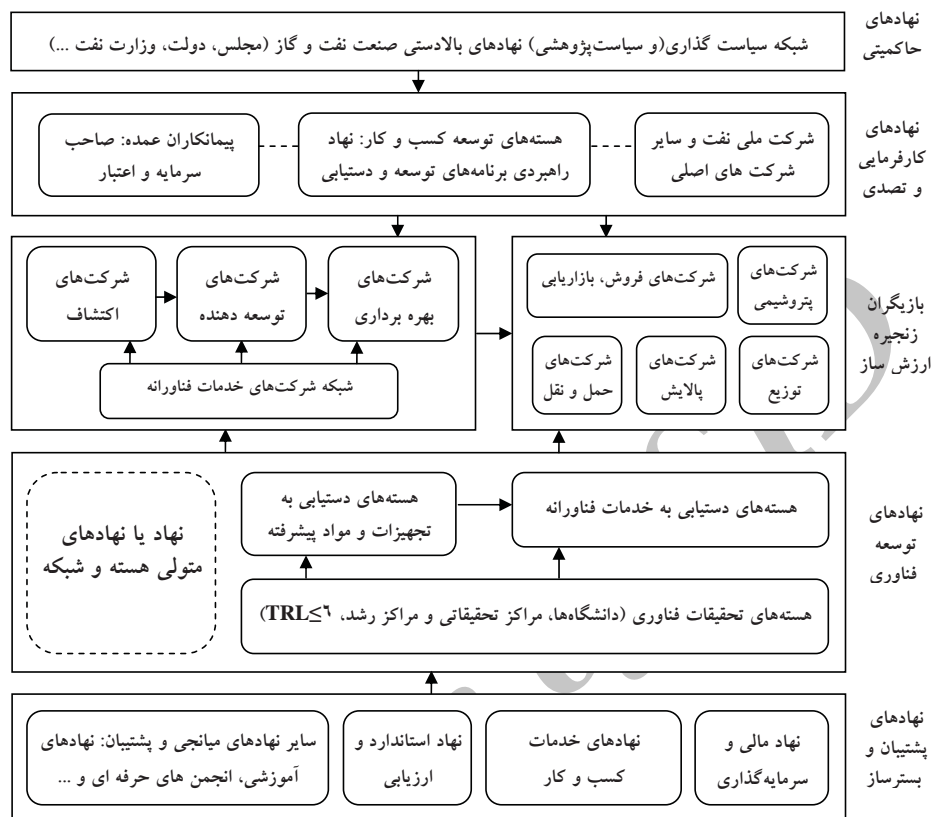 نهادهای
حاکمیتی
شبکه سیاست گذاری(و سیاست‌پژوهشی) نهادهای بالادستی صنعت نفت و گاز (مجلس، دولت، وزارت نفت ...)
نهادهای
کارفرمایی
و تصدی
شرکت ملی نفت و سایر
شرکت های اصلی
هسته‌های توسعه کسب و کار: نهاد
راهبردی برنامه‌های توسعه و دستیابی
پیمانکاران عمده: صاحب
سرمایه و اعتبار
بازیگران
زنجیره
ارزش ساز
شرکت‌های
پتروشیمی
شرکت‌های فروش، بازاریابی
شرکت‌های
توزیع
شرکت‌های
پالایش
شرکت‌های
حمل و نقل
شرکت‌های
بهره برداری
شرکت‌های
توسعه دهنده
شرکت‌های
اکتشاف
شبکه شرکت‌های خدمات فناورانه
نهادهای
توسعه
فناوری
هسته‌های دستیابی به خدمات فناورانه
هسته‌های دستیابی به
تجهیزات و مواد پیشرفته
نهاد یا نهادهای
متولی هسته و شبکه
هسته‌های تحقیقات فناوری (دانشگاه‌ها، مراکز تحقیقاتی و مراکز رشد، TRL≤٦)
نهادهای
پشتیبان و
بسترساز
نهاد مالی و
سرمایه‌گذاری
نهادهای خدمات
کسب و کار
نهاد استاندارد و
ارزیابی
سایر نهادهای میانجی و پشتیبان: نهادهای
آموزشی، انجمن های حرفه ای و ...